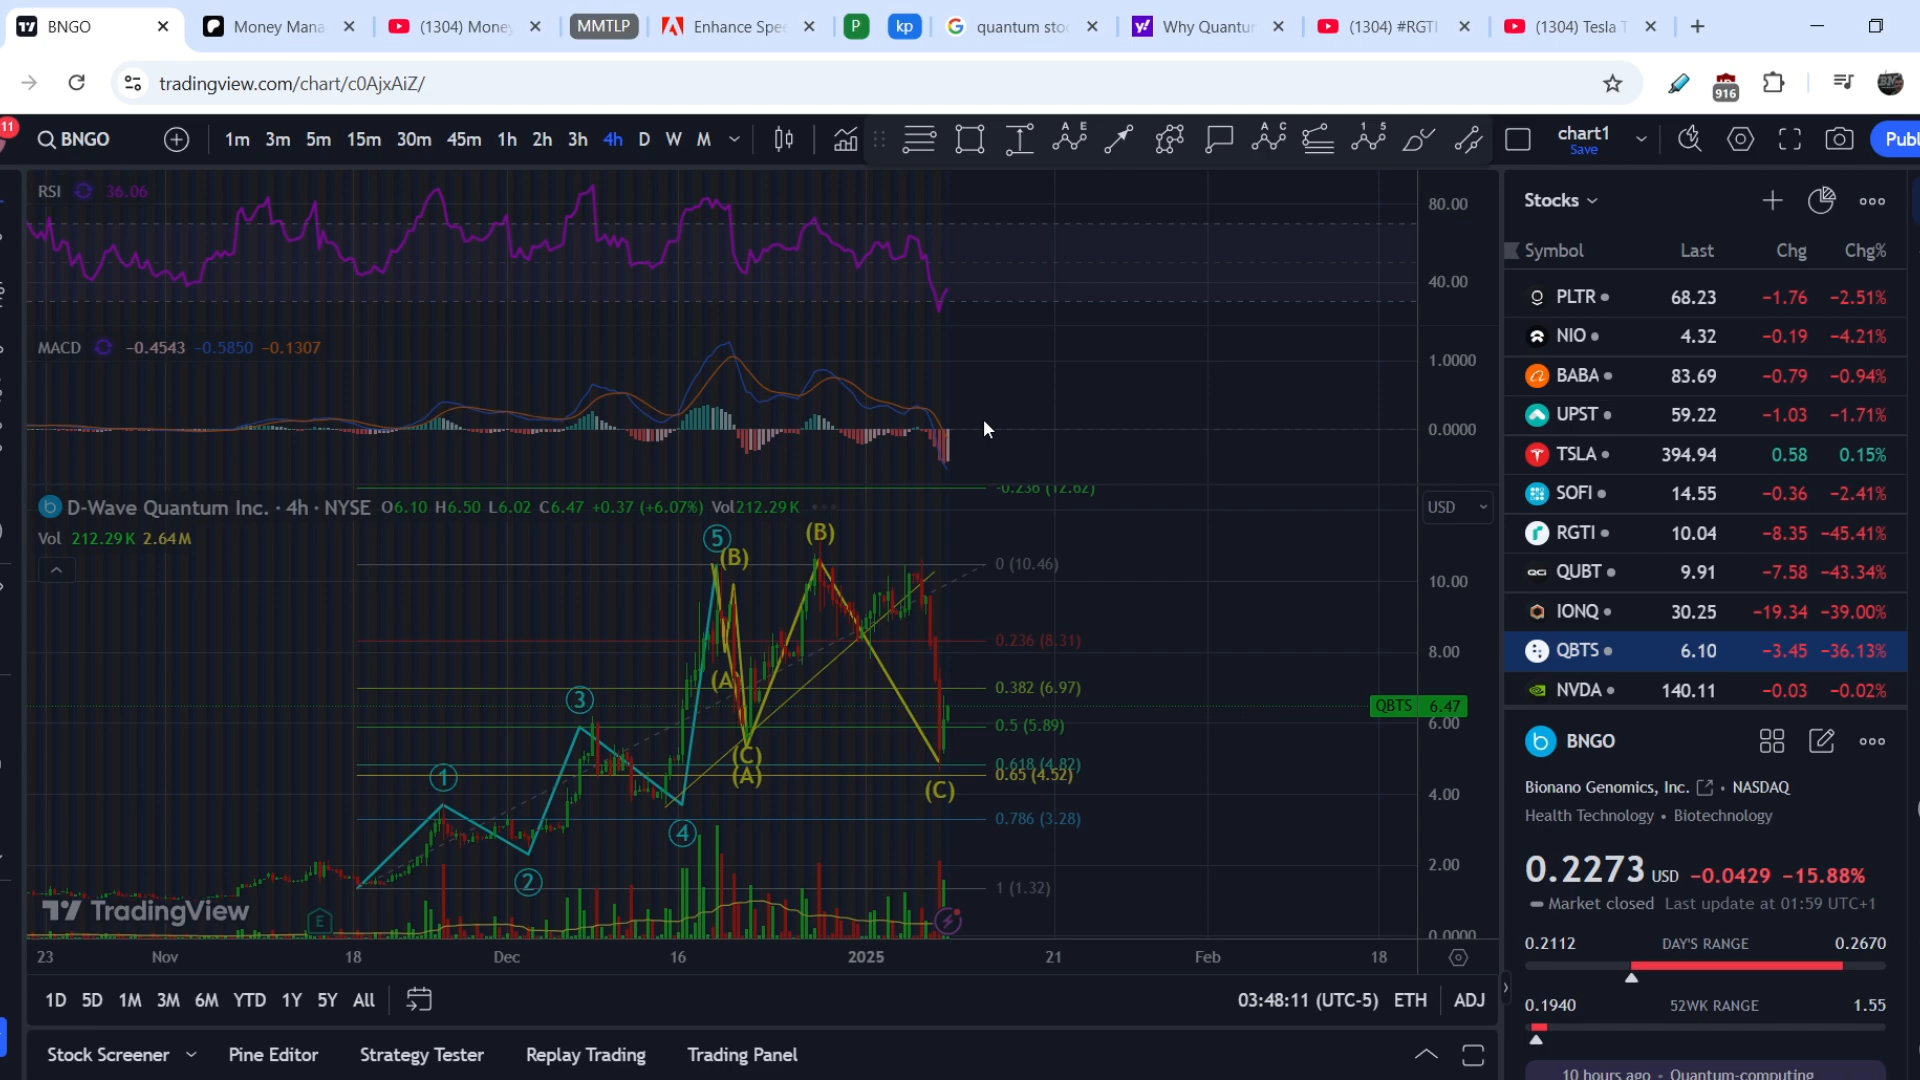 BNGO
Money Mana
(1304) Money
MMTLP
Enhance Spe
P
kp
quantum stoc
Why Quantur
(1304) #RGTI
(1304) Tesla T
tradingview.com/chart/c0AjxAiZ/
916
11
BNGO
1m 3m 5m 15m 30m 45m 1h 2h 3h 4h D W M
chart1
Save
Publ
RSI 36.06
80.00
40.00
MACD −0.4543 −0.5850 −0.1307
1.0000
0.0000
−0.236 (12.62)
D-Wave Quantum Inc. · 4h · NYSE O6.10 H6.50 L6.02 C6.47 +0.37 (+6.07%) Vol212.29K
USD
Vol 212.29K 2.64M
5
(B)
(B)
0 (10.46)
10.00
0.236 (8.31)
8.00
(A)
0.382 (6.97)
3
QBTS 6.47
6.00
0.5 (5.89)
(C)
(A)
0.618 (4.82)
0.65 (4.52)
1
(C)
4.00
0.786 (3.28)
4
2.00
2
1 (1.32)
TradingView
E
0.0000
23 Nov 18 Dec 16 2025 21 Feb 18
1D 5D 1M 3M 6M YTD 1Y 5Y All
03:48:11 (UTC-5) ETH ADJ
Stock Screener Pine Editor Strategy Tester Replay Trading Trading Panel
Stocks
Symbol Last Chg Chg%
PLTR 68.23 −1.76 −2.51%
NIO 4.32 −0.19 −4.21%
BABA 83.69 −0.79 −0.94%
UPST 59.22 −1.03 −1.71%
TSLA 394.94 0.58 0.15%
SOFI 14.55 −0.36 −2.41%
RGTI 10.04 −8.35 −45.41%
QUBT 9.91 −7.58 −43.34%
IONQ 30.25 −19.34 −39.00%
QBTS 6.10 −3.45 −36.13%
NVDA 140.11 −0.03 −0.02%
BNGO
Bionano Genomics, Inc. • NASDAQ
Health Technology • Biotechnology
0.2273 USD −0.0429 −15.88%
Market closed Last update at 01:59 UTC+1
0.2112 DAY'S RANGE 0.2670
0.1940 52WK RANGE 1.55
10 hours ago • Quantum-computing